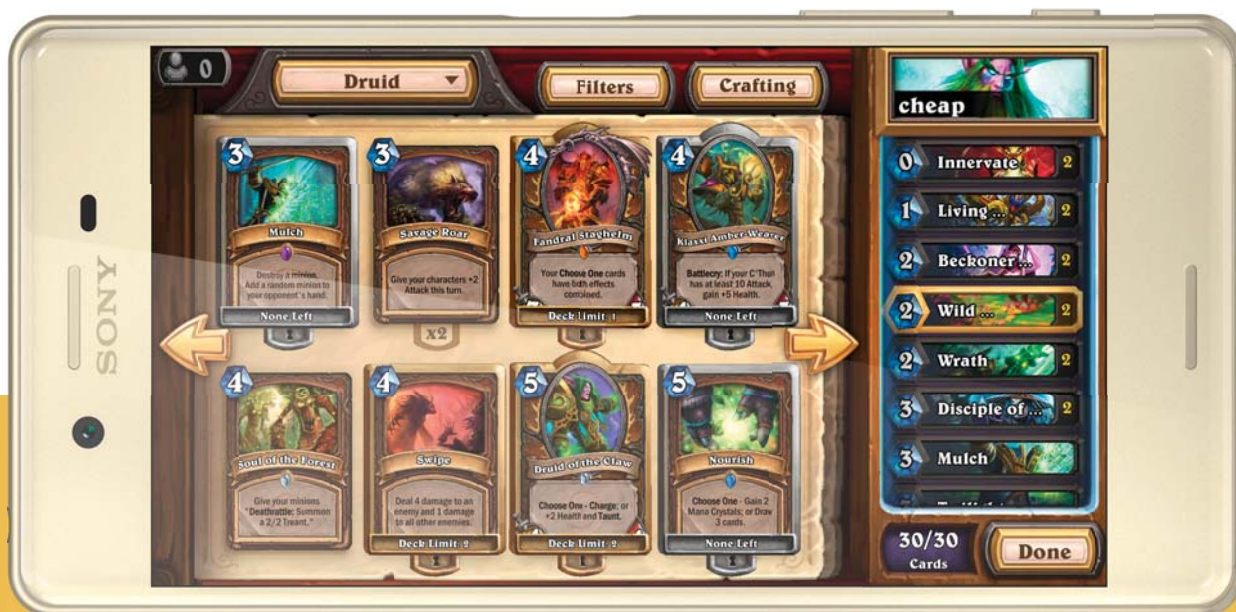 SONY
0
Druid
Filters
Crafting
3
Mulch
Destroy a minion.
Add a random minion to
your opponent's hand.
None Left
1
3
Savage Roar
Give your characters +2
Attack this turn.
x2
4
Fandral Staghelm
Your Choose One cards
have both effects
combined.
Deck Limit: 1
1
4
Klaxxi Amber-Weaver
Battlecry: If your C'Thun
has at least 10 Attack,
gain +5 Health.
None Left
1
4
Soul of the Forest
Give your minions
"Deathrattle: Summon
a 2/2 Treant."
4
Swipe
Deal 4 damage to an
enemy and 1 damage
to all other enemies.
Deck Limit: 2
5
Druid of the Claw
Choose One - Charge; or
+2 Health and Taunt.
Deck Limit: 2
5
Nourish
Choose One - Gain 2
Mana Crystals; or Draw
3 cards.
None Left
cheap
0 Innervate 2
1 Living ... 2
2 Beckoner ... 2
2 Wild ... 2
2 Wrath 2
3 Disciple of ... 2
3 Mulch
30/30
Cards
Done